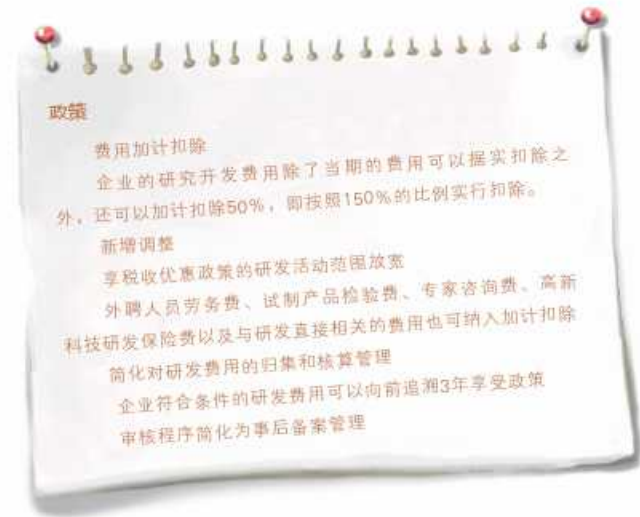 政策
费用加计扣除
企业的研究开发费用除了当期的费用可以据实扣除之
外，还可以加计扣除50%，即按照150%的比例实行扣除。
新增调整
享税收优惠政策的研发活动范围放宽
外聘人员劳务费、试制产品检验费、专家咨询费、高新
科技研发保险费以及与研发直接相关的费用也可纳入加计扣除
简化对研发费用的归集和核算管理
企业符合条件的研发费用可以向前追溯3年享受政策
审核程序简化为事后备案管理